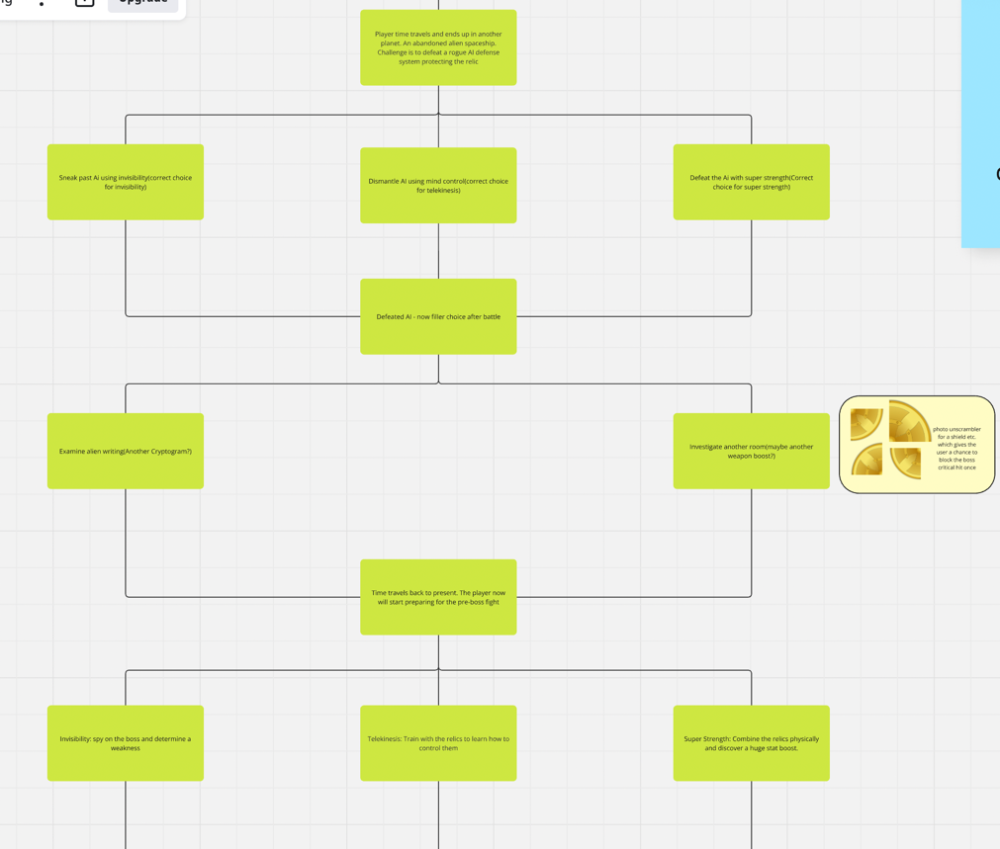 Upgrade
Player time travels and ends up in another
planet. An abandoned alien spaceship.
Challenge is to defeat a rogue AI defense
system protecting the relic
Sneak past Ai using invisibility(correct choice
for invisibility)
Dismantle AI using mind control(correct choice
for telekinesis)
Defeat the Ai with super strength(Correct
choice for super strength)
Defeated AI - now filler choice after battle
Examine alien writing(Another Cryptogram?)
Investigate another room(maybe another
weapon boost?)
photo unscrambler
for a shield etc.
which gives the
user a chance to
block the boss
critical hit once
Time travels back to present. The player now
will start preparing for the pre-boss fight
Invisibility: spy on the boss and determine a
weakness
Telekinesis: Train with the relics to learn how to
control them
Super Strength: Combine the relics physically
and discover a huge stat boost.